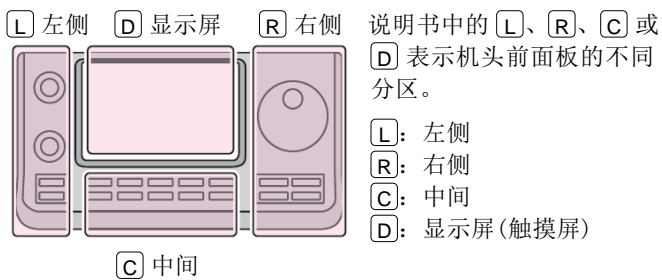 L 左侧 D 显示屏 R 右侧
C 中间
说明书中的 L、R、C 或
D 表示机头前面板的不同
分区。
L：左侧
R：右侧
C：中间
D：显示屏(触摸屏)